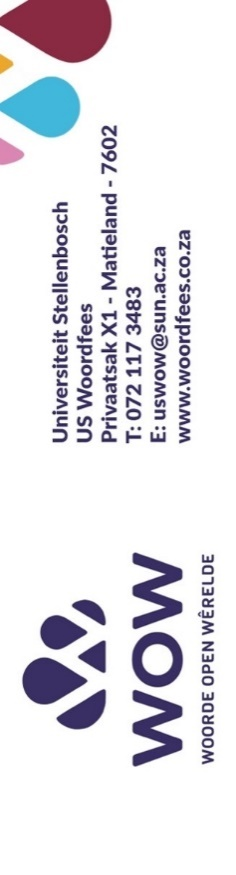 WOW
WOORDE OPEN WÊRELDE
Universiteit Stellenbosch
US Woordfees
Privaatsak X1 - Matieland - 7602
T: 072 117 3483
E: uswow@sun.ac.za
www.woordfees.co.za